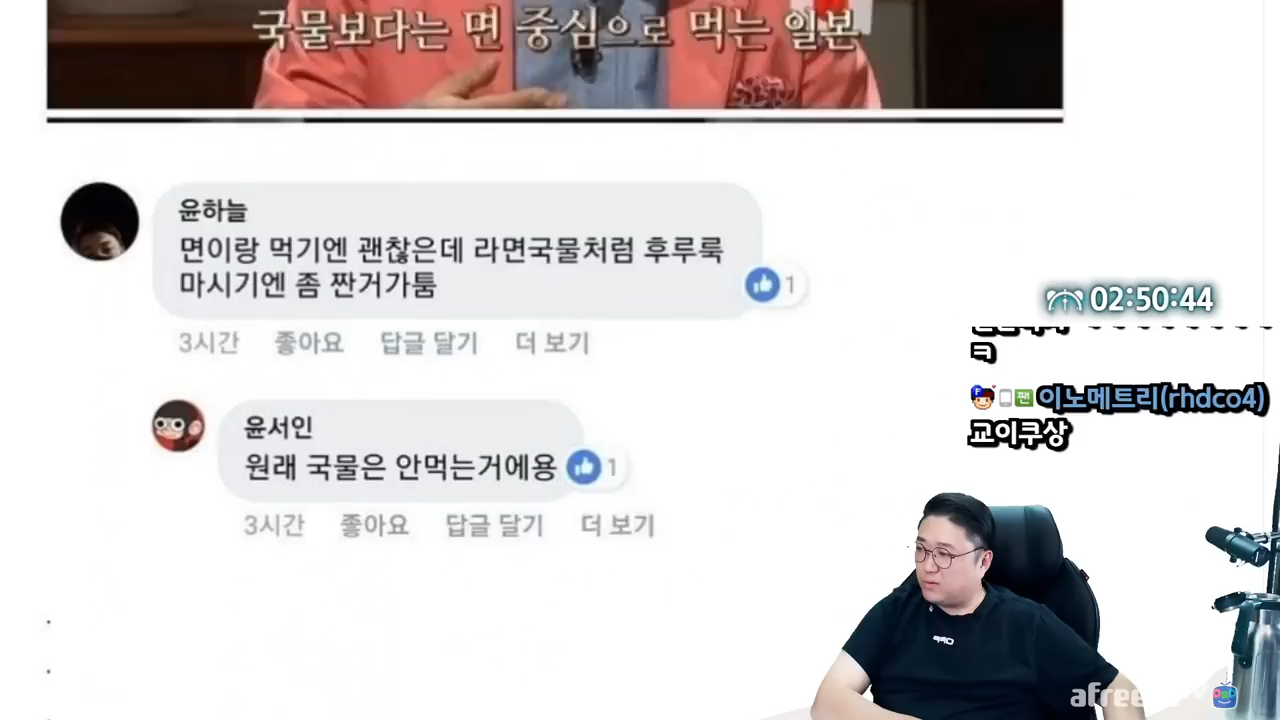 국물보다는 면 중심으로 먹는 일본
윤하늘
면이랑 먹기엔 괜찮은데 라면국물처럼 후루룩
마시기엔 좀 짠거가툼
1
3시간 좋아요 답글 달기 더 보기
02:50:44
ㅋ
F 팬 이노메트리(rhdco4)
교이쿠상
윤서인
원래 국물은 안먹는거에용
1
3시간 좋아요 답글 달기 더 보기
afree